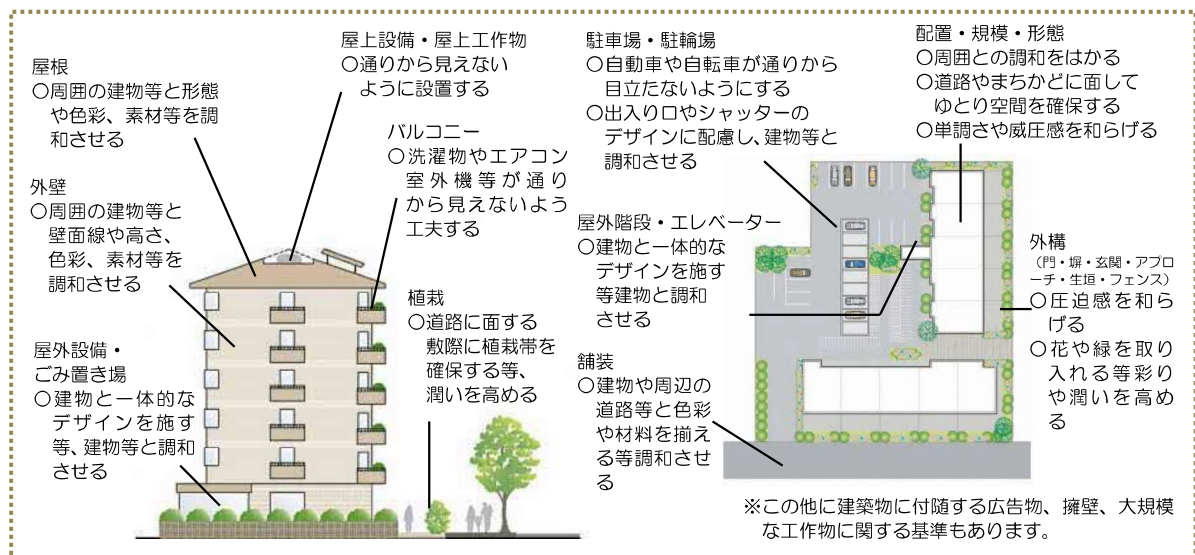 屋根
○周囲の建物等と形態
や色彩、素材等を調
和させる
外壁
○周囲の建物等と
壁面線や高さ、
色彩、素材等を
調和させる
屋外設備・
ごみ置き場
○建物と一体的な
デザインを施す
等、建物等と調和
させる
屋上設備・屋上工作物
○通りから見えない
ように設置する
バルコニー
○洗濯物やエアコン
室外機等が通り
から見えないよう
工夫する
植栽
○道路に面する
敷際に植栽帯を
確保する等、
潤いを高める
駐車場・駐輪場
○自動車や自転車が通りから
目立たないようにする
○出入り口やシャッターの
デザインに配慮し、建物等と
調和させる
屋外階段・エレベーター
○建物と一体的な
デザインを施す
等建物と調和
させる
舗装
○建物や周辺の
道路等と色彩
や材料を揃え
る等調和させ
る
配置・規模・形態
○周囲との調和をはかる
○道路やまちかどに面して
ゆとり空間を確保する
○単調さや威圧感を和らげる
外構
（門・塀・玄関・アプロ
ーチ・生垣・フェンス）
○圧迫感を和ら
げる
○花や緑を取り
入れる等彩り
や潤いを高め
る
※この他に建築物に付随する広告物、擁壁、大規模
な工作物に関する基準もあります。